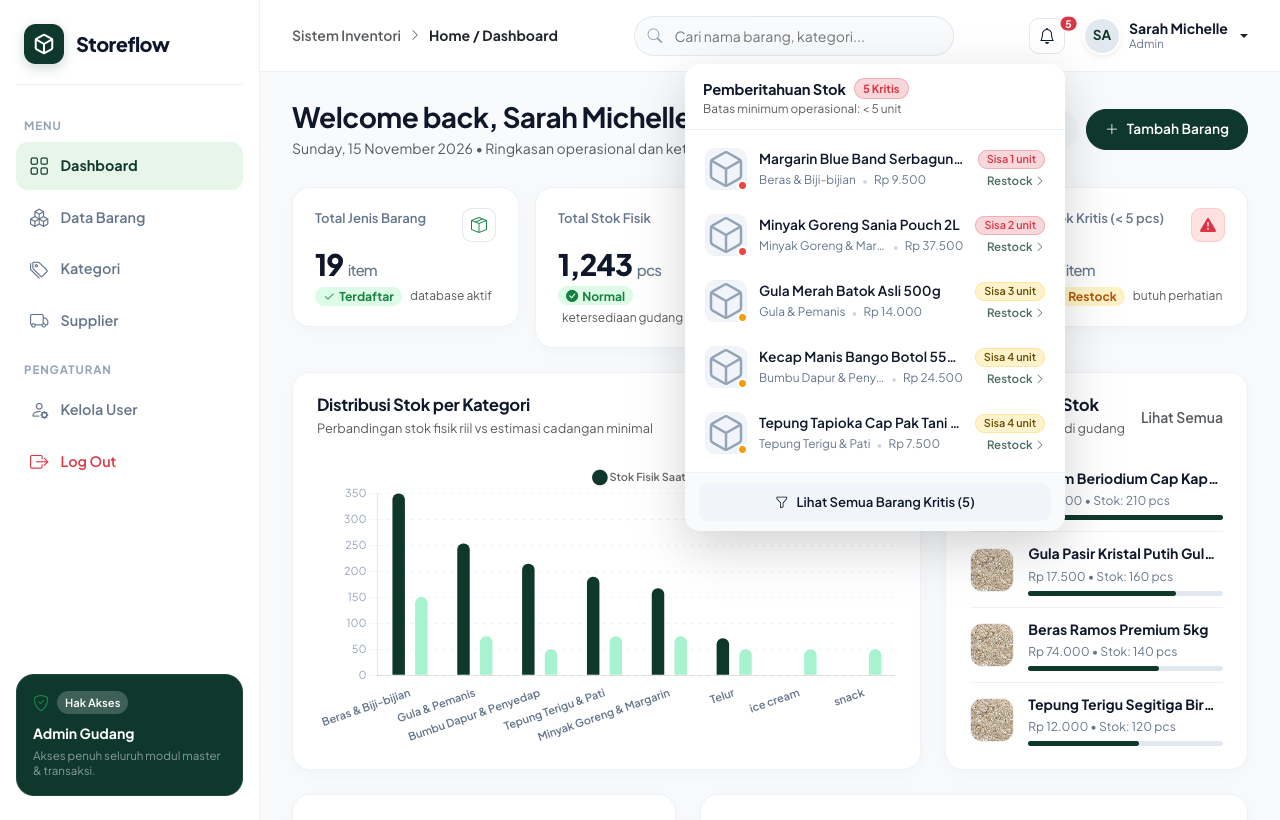 Storeflow
MENU
Dashboard
Data Barang
Kategori
Supplier
PENGATURAN
Kelola User
Log Out
Hak Akses
Admin Gudang
Akses penuh seluruh modul master
& transaksi.
Sistem Inventori
Home / Dashboard
Cari nama barang, kategori...
5
SA
Sarah Michelle
Admin
Welcome back, Sarah Michelle
Sunday, 15 November 2026 • Ringkasan operasional dan ket
Tambah Barang
Total Jenis Barang
19 item
Terdaftar
database aktif
Total Stok Fisik
1,243 pcs
Normal
ketersediaan gudang
Kritis (< 5 pcs)
item
Restock
butuh perhatian
Pemberitahuan Stok
5 Kritis
Batas minimum operasional: < 5 unit
Margarin Blue Band Serbagun...
Sisa 1 unit
Beras & Biji-bijian • Rp 9.500
Restock
Minyak Goreng Sania Pouch 2L
Sisa 2 unit
Minyak Goreng & Mar... • Rp 37.500
Restock
Gula Merah Batok Asli 500g
Sisa 3 unit
Gula & Pemanis • Rp 14.000
Restock
Kecap Manis Bango Botol 55...
Sisa 4 unit
Bumbu Dapur & Peny... • Rp 24.500
Restock
Tepung Tapioka Cap Pak Tani ...
Sisa 4 unit
Tepung Terigu & Pati • Rp 7.500
Restock
Lihat Semua Barang Kritis (5)
Distribusi Stok per Kategori
Perbandingan stok fisik riil vs estimasi cadangan minimal
Stok Fisik Saat
350
300
250
200
150
100
50
0
Beras & Biji-bijian
Gula & Pemanis
Bumbu Dapur & Penyedap
Tepung Terigu & Pati
Minyak Goreng & Margarin
Telur
ice cream
snack
Stok
di gudang
Lihat Semua
Beriodium Cap Kap...
• Stok: 210 pcs
Gula Pasir Kristal Putih Gul...
Rp 17.500 • Stok: 160 pcs
Beras Ramos Premium 5kg
Rp 74.000 • Stok: 140 pcs
Tepung Terigu Segitiga Bir...
Rp 12.000 • Stok: 120 pcs